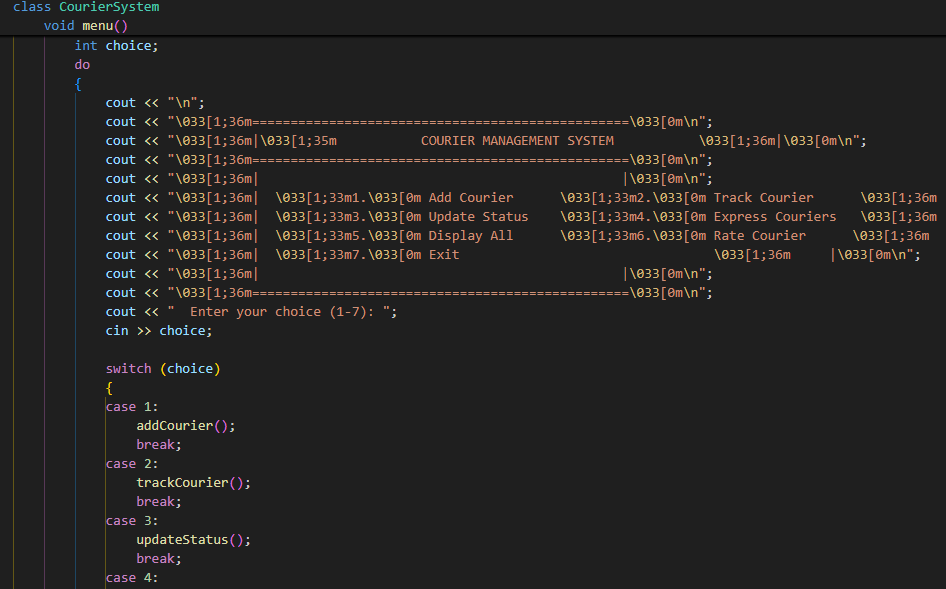 class CourierSystem
    void menu()
        int choice;
        do
        {
            cout << "\n";
            cout << "\033[1;36m=================================================\033[0m\n";
            cout << "\033[1;36m|\033[1;35m           COURIER MANAGEMENT SYSTEM           \033[1;36m|\033[0m\n";
            cout << "\033[1;36m=================================================\033[0m\n";
            cout << "\033[1;36m|                                                |\033[0m\n";
            cout << "\033[1;36m|  \033[1;33m1.\033[0m Add Courier      \033[1;33m2.\033[0m Track Courier      \033[1;36m
            cout << "\033[1;36m|  \033[1;33m3.\033[0m Update Status    \033[1;33m4.\033[0m Express Couriers   \033[1;36m
            cout << "\033[1;36m|  \033[1;33m5.\033[0m Display All      \033[1;33m6.\033[0m Rate Courier      \033[1;36m
            cout << "\033[1;36m|  \033[1;33m7.\033[0m Exit                                 \033[1;36m     |\033[0m\n";
            cout << "\033[1;36m|                                                |\033[0m\n";
            cout << "\033[1;36m=================================================\033[0m\n";
            cout << "  Enter your choice (1-7): ";
            cin >> choice;
            switch (choice)
            {
            case 1:
                addCourier();
                break;
            case 2:
                trackCourier();
                break;
            case 3:
                updateStatus();
                break;
            case 4: